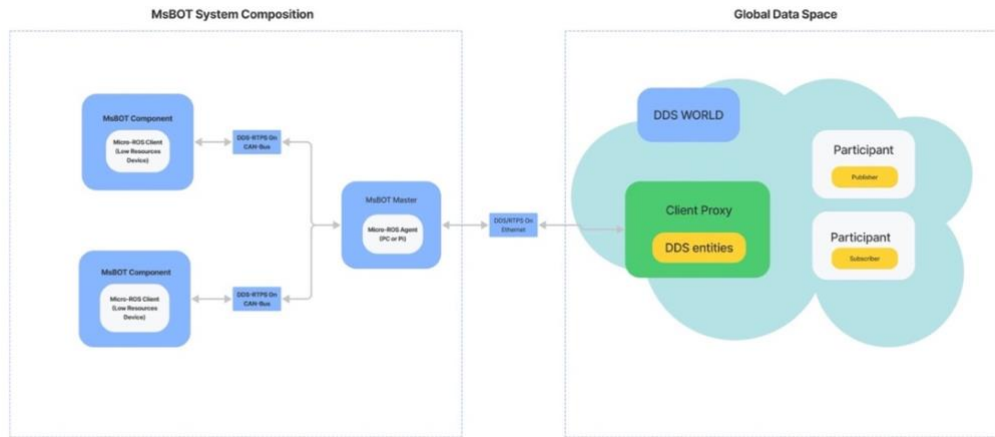 MsBOT System Composition
Global Data Space
MsBOT Component
Micro-ROS Client
(Low Resources
Device)
DDS-RTPS On
CAN-Bus
MsBOT Master
Micro-ROS Agent
(PC or Pi)
MsBOT Component
Micro-ROS Client
(Low Resources
Device)
DDS-RTPS On
CAN-Bus
DDS/RTPS On
Ethernet
DDS WORLD
Client Proxy
DDS entities
Participant
Publisher
Participant
Subscriber